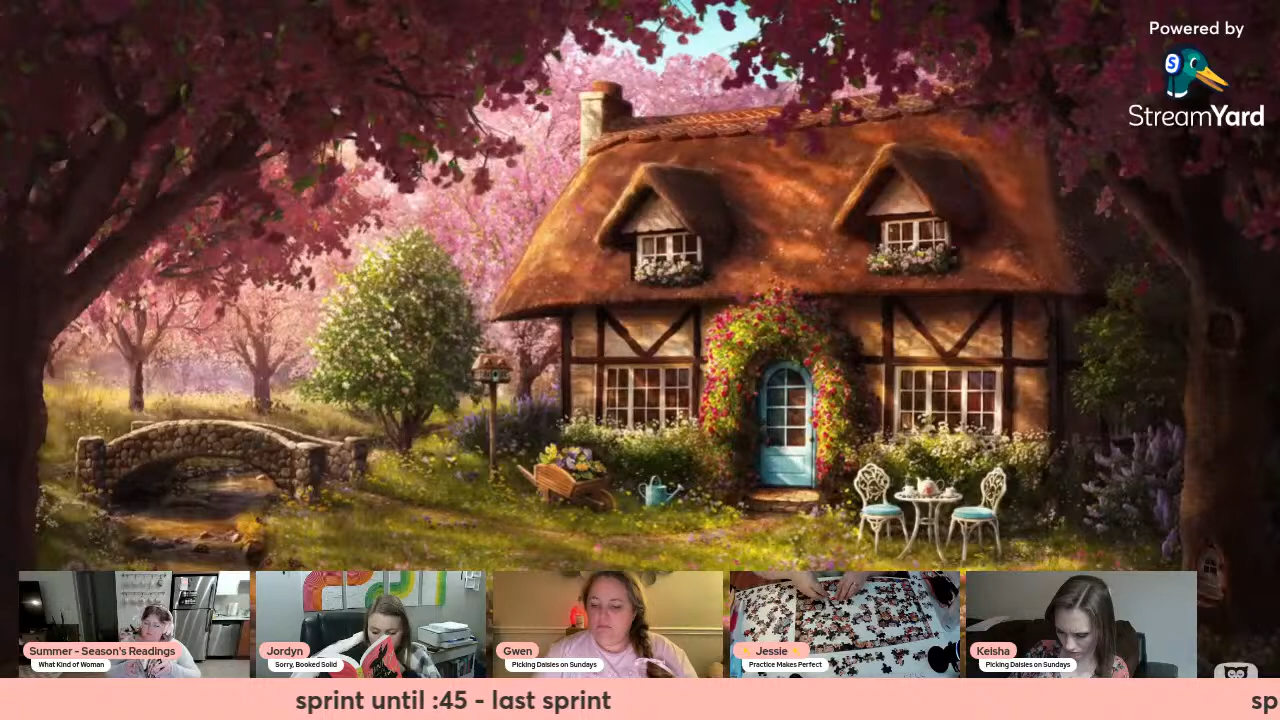 Powered by
StreamYard
Summer - Season's Readings
What Kind of Woman
Jordyn
Sorry, Booked Solid
Gwen
Picking Daisies on Sundays
Jessie
Practice Makes Perfect
Keisha
Picking Daisies on Sundays
sprint until :45 - last sprint
sp